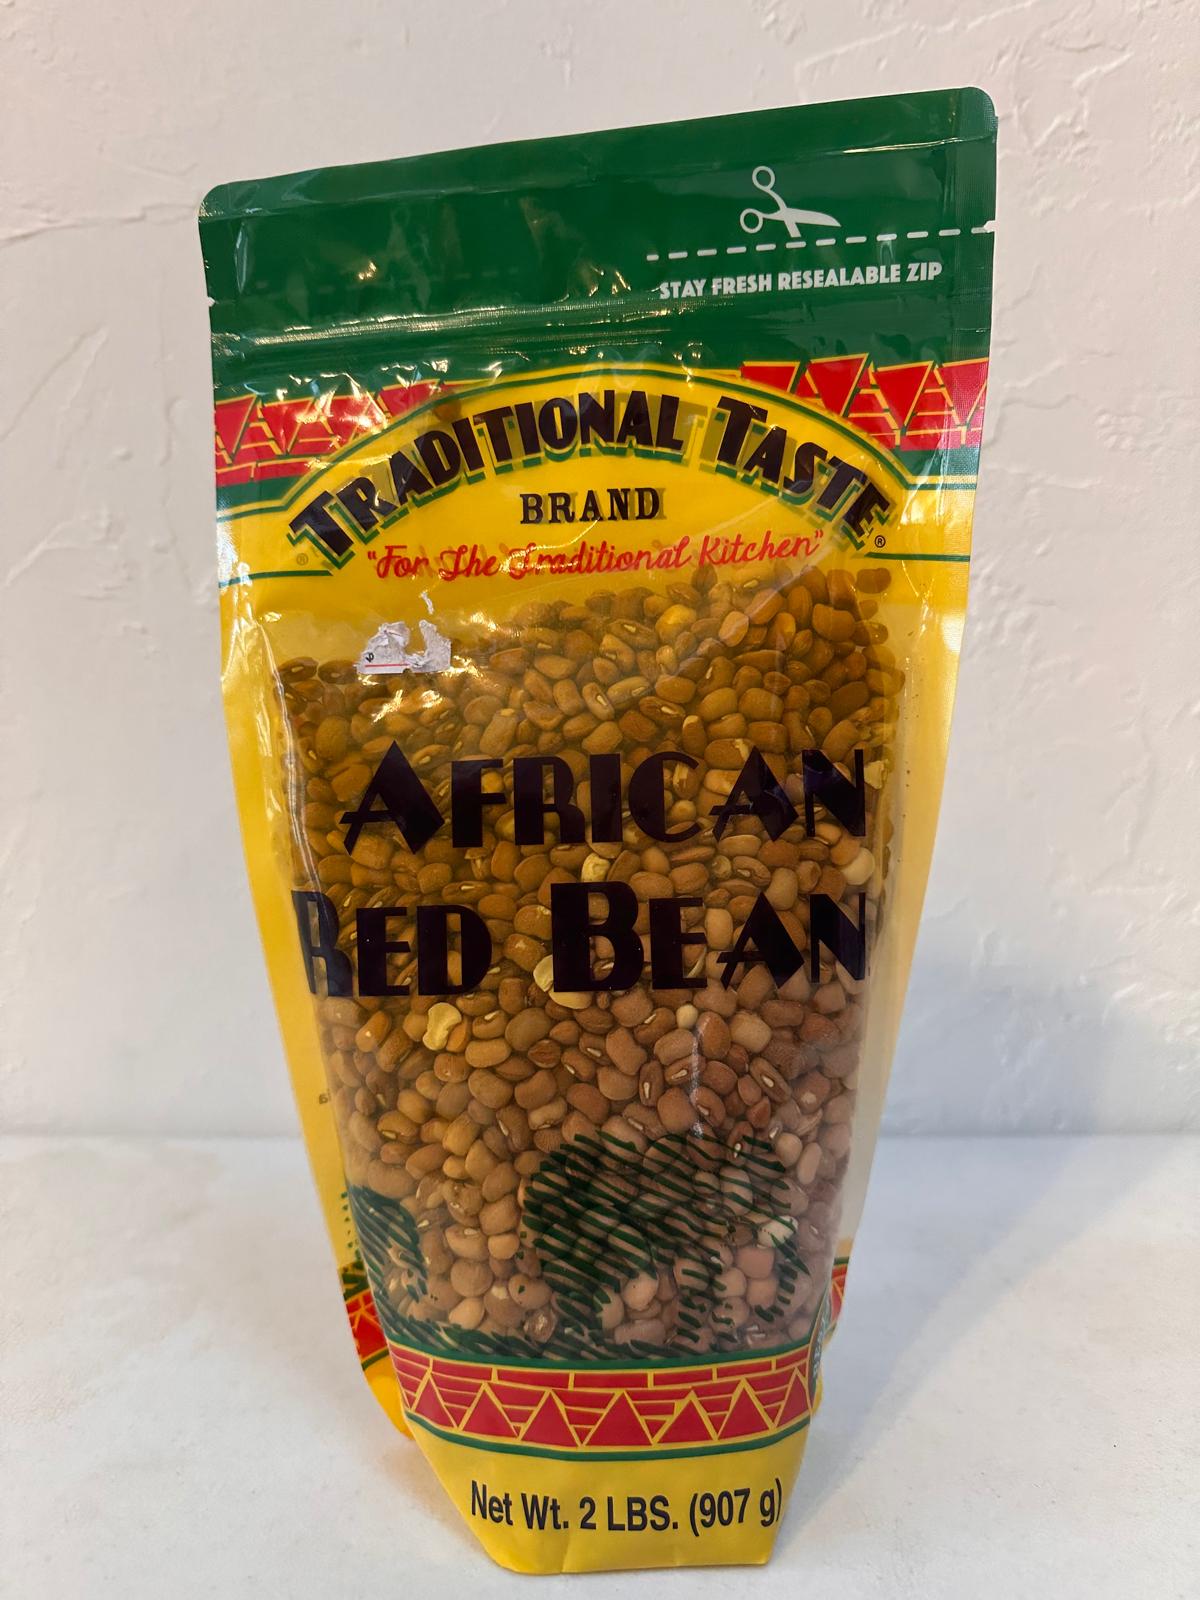 STAY FRESH RESEALABLE ZIP
TRADITIONAL TASTE®
BRAND
"For The Traditional Kitchen"
AFRICAN
RED BEAN
Net Wt. 2 LBS. (907 g)